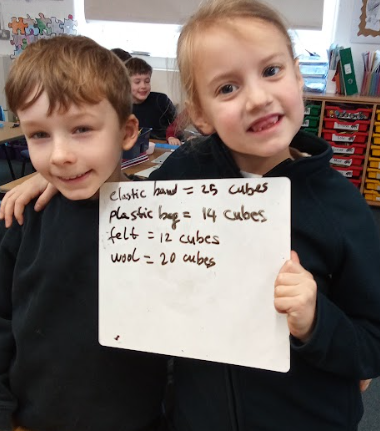 elastic band = 25 cubes
plastic bag = 14 cubes
felt = 12 cubes
wool = 20 cubes